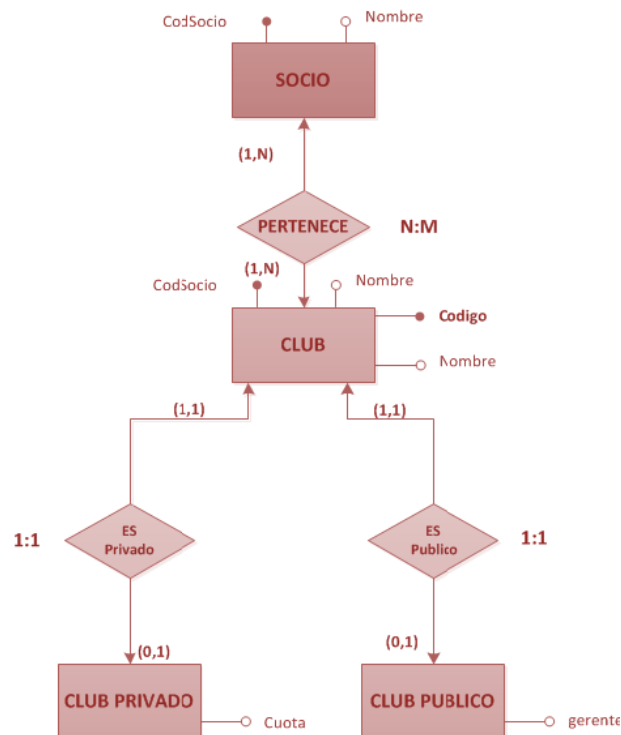 CodSocio
Nombre
SOCIO
(1,N)
PERTENECE
N:M
(1,N)
CodSocio
Nombre
Codigo
CLUB
Nombre
(1,1)
(1,1)
1:1
ES
Privado
ES
Publico
1:1
(0,1)
(0,1)
CLUB PRIVADO
CLUB PUBLICO
Cuota
gerente